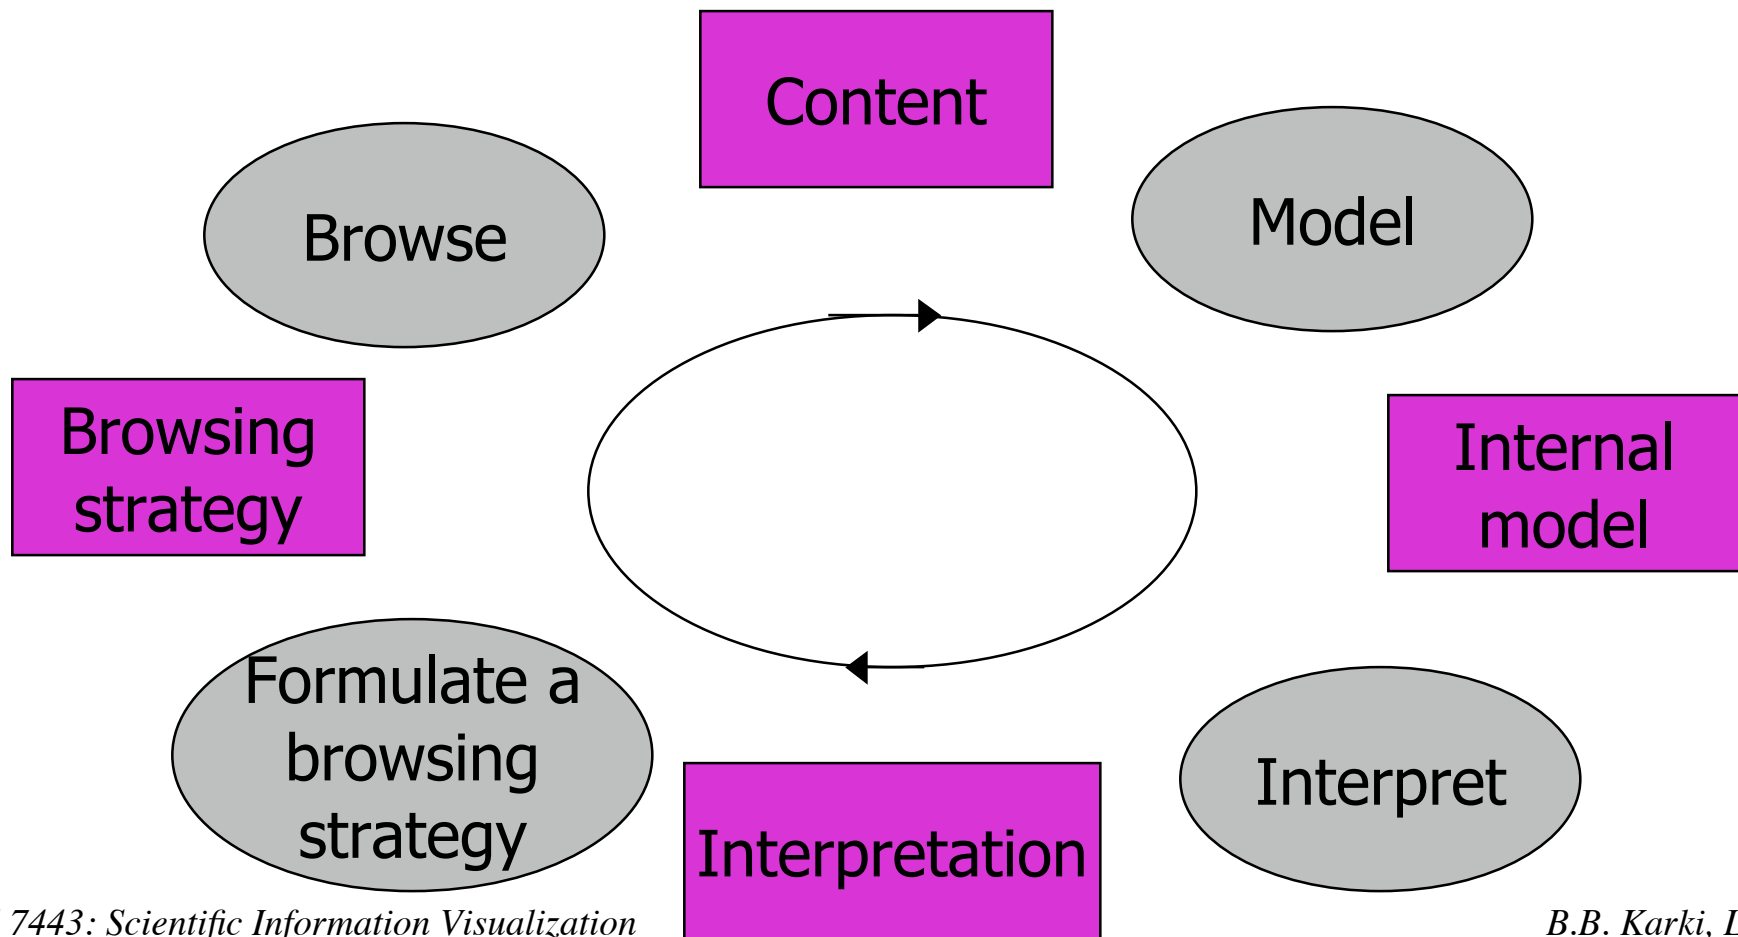 Content
Browse
Model
Browsing
strategy
Internal
model
Formulate a
browsing
strategy
Interpret
Interpretation
7443: Scientific Information Visualization
B.B. Karki, L